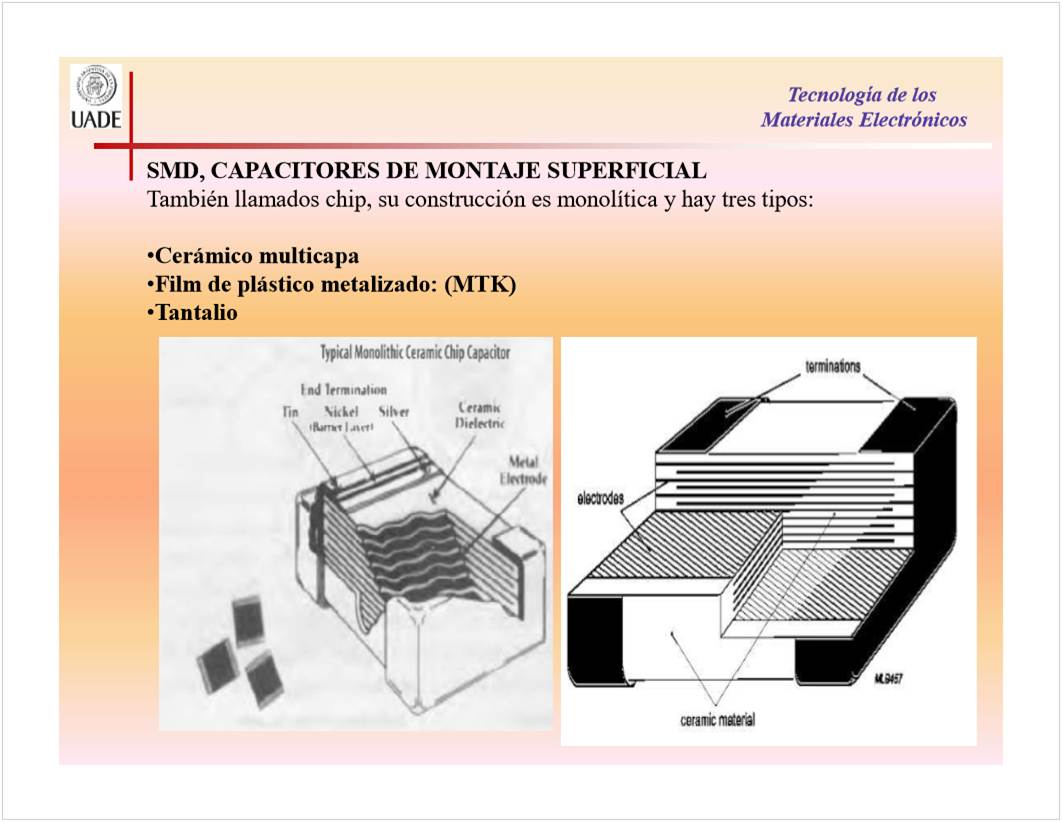 UADE
Tecnología de los
Materiales Electrónicos
SMD, CAPACITORES DE MONTAJE SUPERFICIAL
También llamados chip, su construcción es monolítica y hay tres tipos:
•Cerámico multicapa
•Film de plástico metalizado: (MTK)
•Tantalio
Typical Monolithic Ceramic Chip Capacitor
End Termination
Tin Nickel Silver
(Barrier Layer)
Ceramic
Dielectric
Metal
Electrode
terminations
electrodes
ceramic material